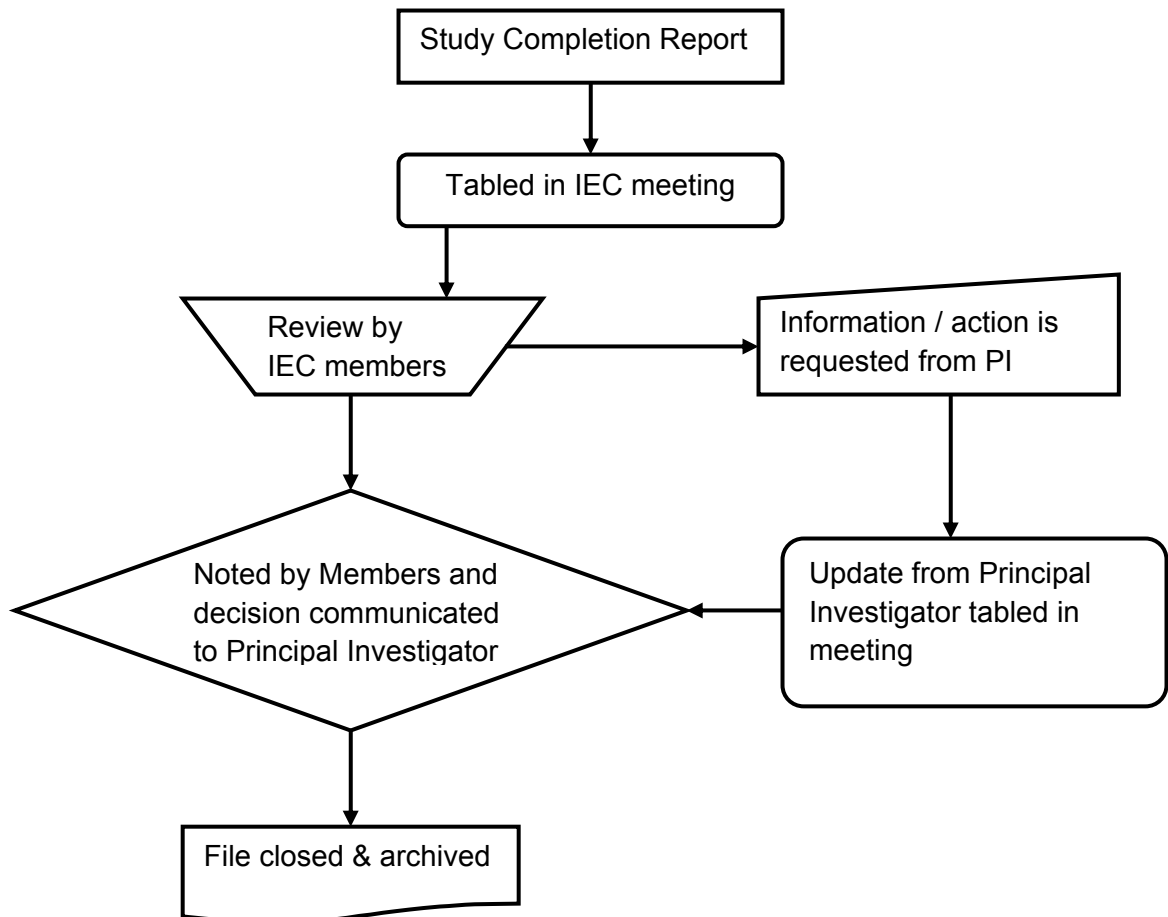 Study Completion Report
Tabled in IEC meeting
Review by
IEC members
Information / action is
requested from PI
Noted by Members and
decision communicated
to Principal Investigator
Update from Principal
Investigator tabled in
meeting
File closed & archived